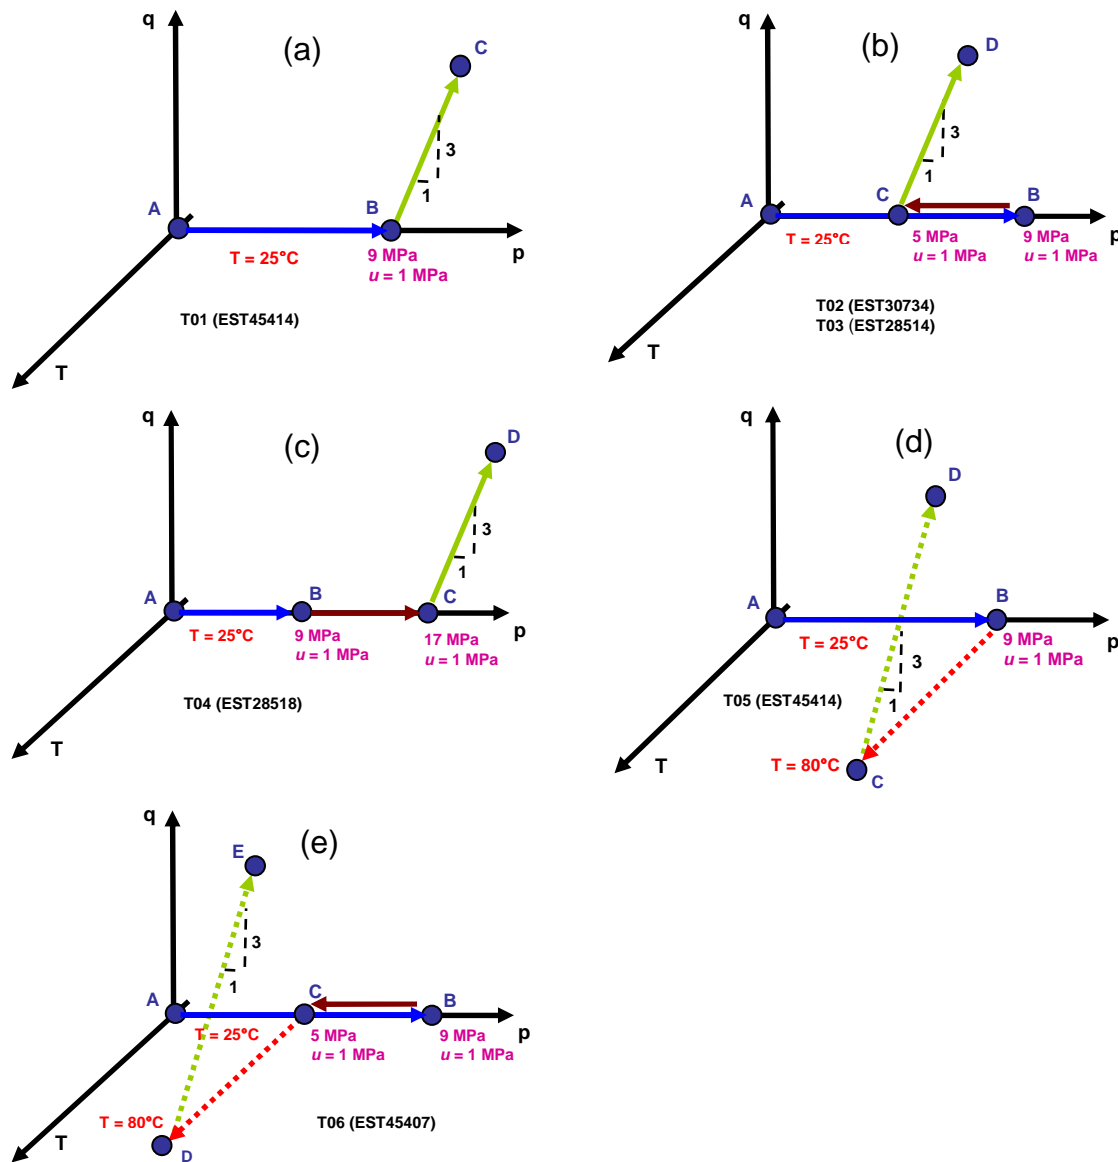 q
(a)
C
3
1
A
B
T = 25°C
9 MPa
u = 1 MPa
p
T01 (EST45414)
T
q
(b)
D
3
1
A
C
B
T = 25°C
5 MPa
u = 1 MPa
9 MPa
u = 1 MPa
p
T02 (EST30734)
T03 (EST28514)
T
q
(c)
D
3
1
A
B
C
T = 25°C
9 MPa
u = 1 MPa
17 MPa
u = 1 MPa
p
T04 (EST28518)
T
q
(d)
D
A
B
T = 25°C
9 MPa
u = 1 MPa
p
3
1
T05 (EST45414)
T
T = 80°C
C
q
(e)
E
3
1
A
C
B
T = 25°C
5 MPa
u = 1 MPa
9 MPa
u = 1 MPa
p
T = 80°C
T06 (EST45407)
T
D